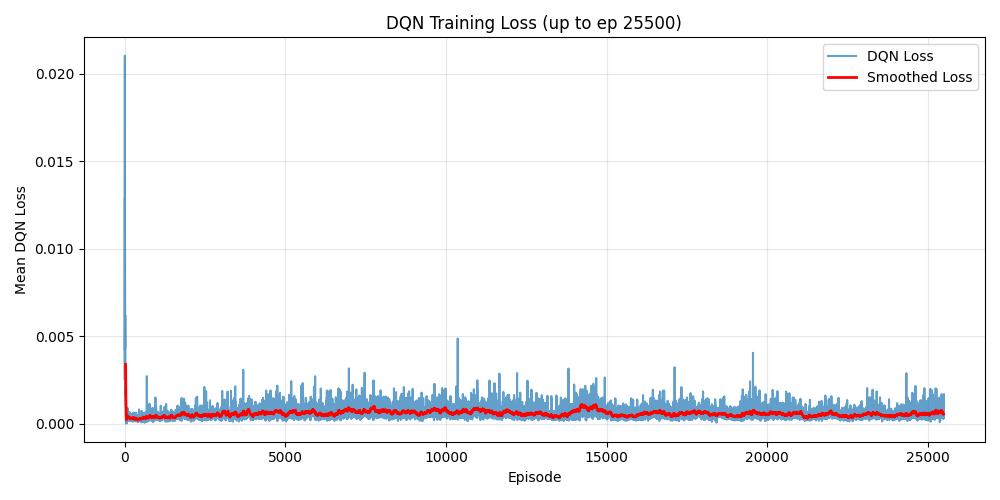 DQN Training Loss (up to ep 25500)
DQN Loss
Smoothed Loss
Mean DQN Loss
0.020
0.015
0.010
0.005
0.000
0
5000
10000
15000
20000
25000
Episode